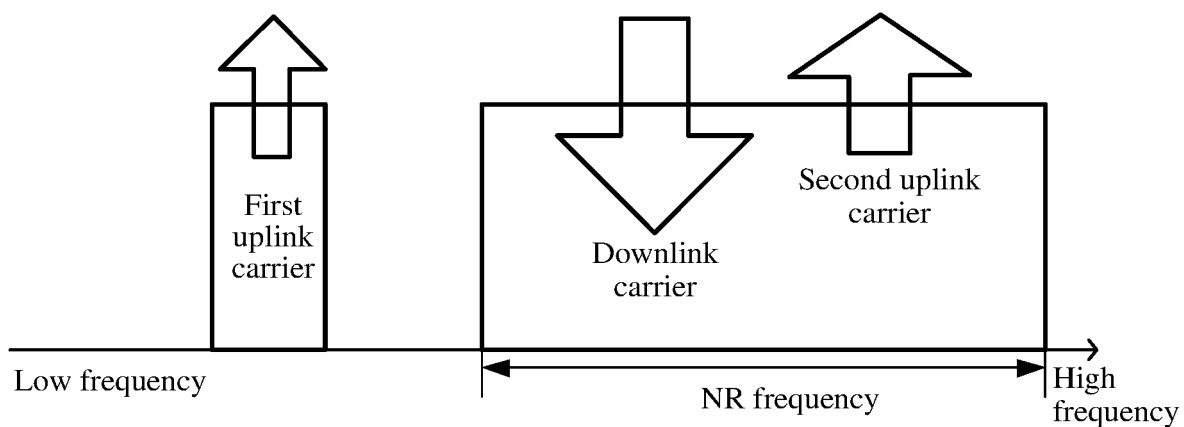 First
uplink
carrier
Downlink
carrier
Second uplink
carrier
Low frequency
NR frequency
High
frequency